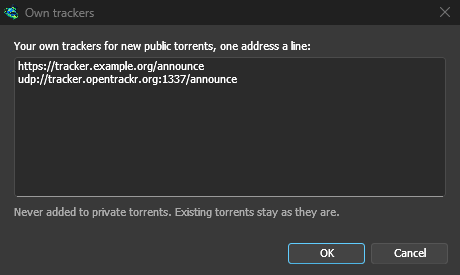 Own trackers
Your own trackers for new public torrents, one address a line:
https://tracker.example.org/announce
udp://tracker.opentrackr.org:1337/announce
Never added to private torrents. Existing torrents stay as they are.
OK
Cancel